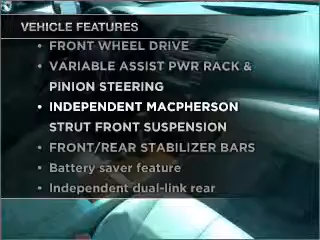 VEHICLE FEATURES
• FRONT WHEEL DRIVE
• VARIABLE ASSIST PWR RACK &
PINION STEERING
• INDEPENDENT MACPHERSON
STRUT FRONT SUSPENSION
• FRONT/REAR STABILIZER BARS
• Battery saver feature
• Independent dual-link rear